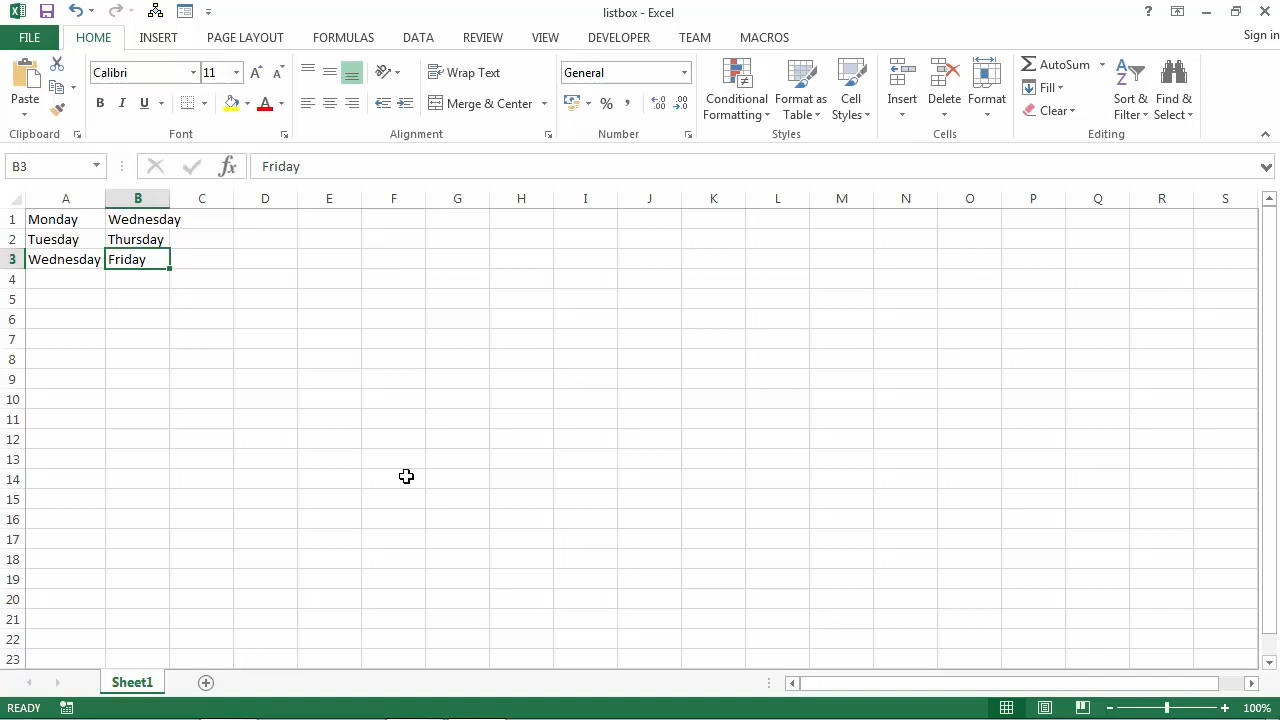 listbox - Excel
FILE HOME INSERT PAGE LAYOUT FORMULAS DATA REVIEW VIEW DEVELOPER TEAM MACROS Sign in
Calibri 11 Wrap Text General AutoSum
Fill
Paste B I U Merge & Center % , Conditional Formatting Format as Table Cell Styles Insert Delete Format Clear Sort & Filter Find & Select
Clipboard Font Alignment Number Styles Cells Editing
B3 fx Friday
A B C D E F G H I J K L M N O P Q R S
1 Monday Wednesday
2 Tuesday Thursday
3 Wednesday Friday
4
5
6
7
8
9
10
11
12
13
14
15
16
17
18
19
20
21
22
23
Sheet1
READY 100%